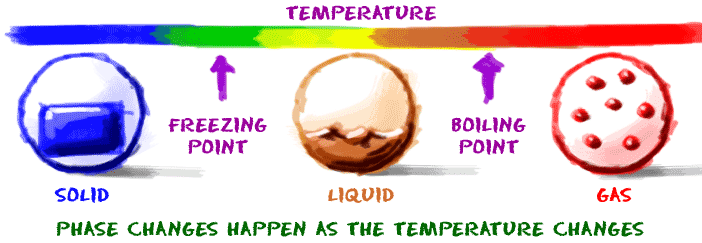 TEMPERATURE
FREEZING
POINT
BOILING
POINT
SOLID
LIQUID
GAS
PHASE CHANGES HAPPEN AS THE TEMPERATURE CHANGES